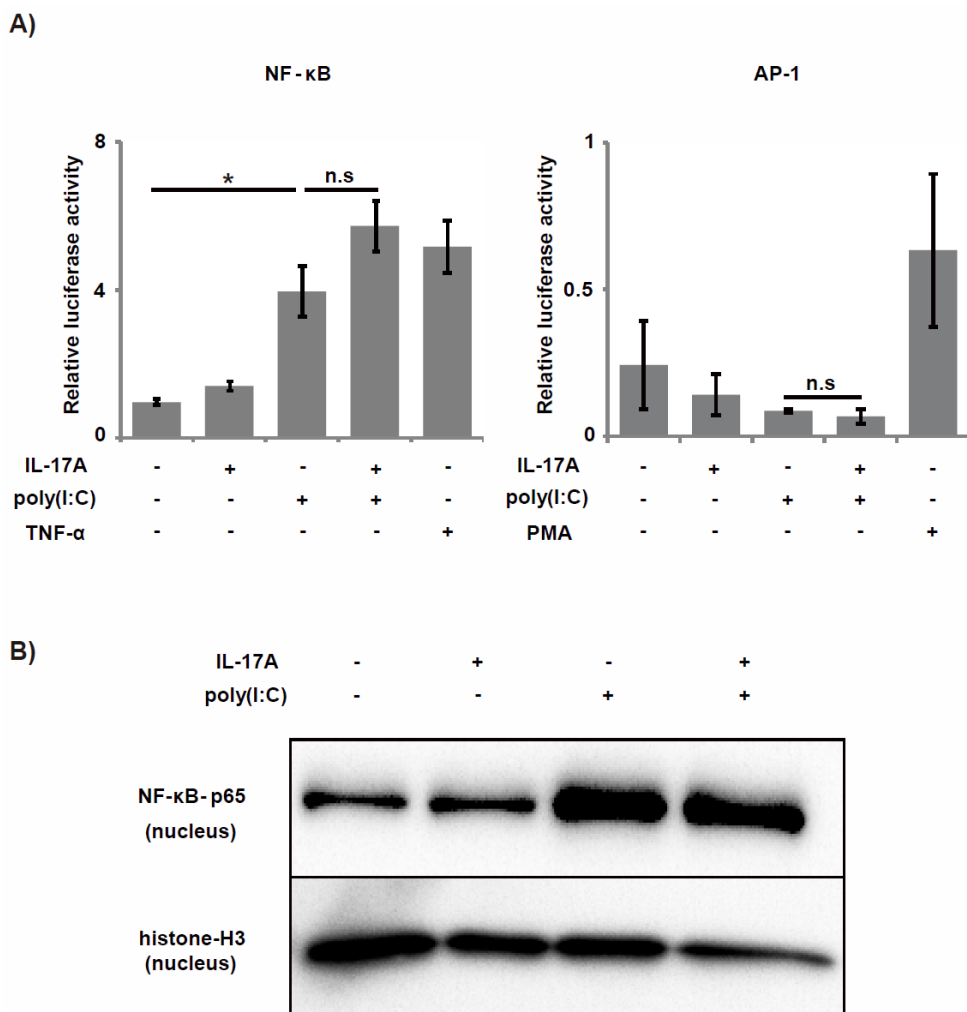 A)
NF - κB
AP-1
Relative luciferase activity
8
4
0
*
n.s
Relative luciferase activity
1
0.5
0
n.s
IL-17A - + - + -
poly(I:C) - - + + -
TNF-α - - - - +
IL-17A - + - + -
poly(I:C) - - + + -
PMA - - - - +
B)
IL-17A - + - +
poly(I:C) - - + +
NF-κB- p65
(nucleus)
histone-H3
(nucleus)